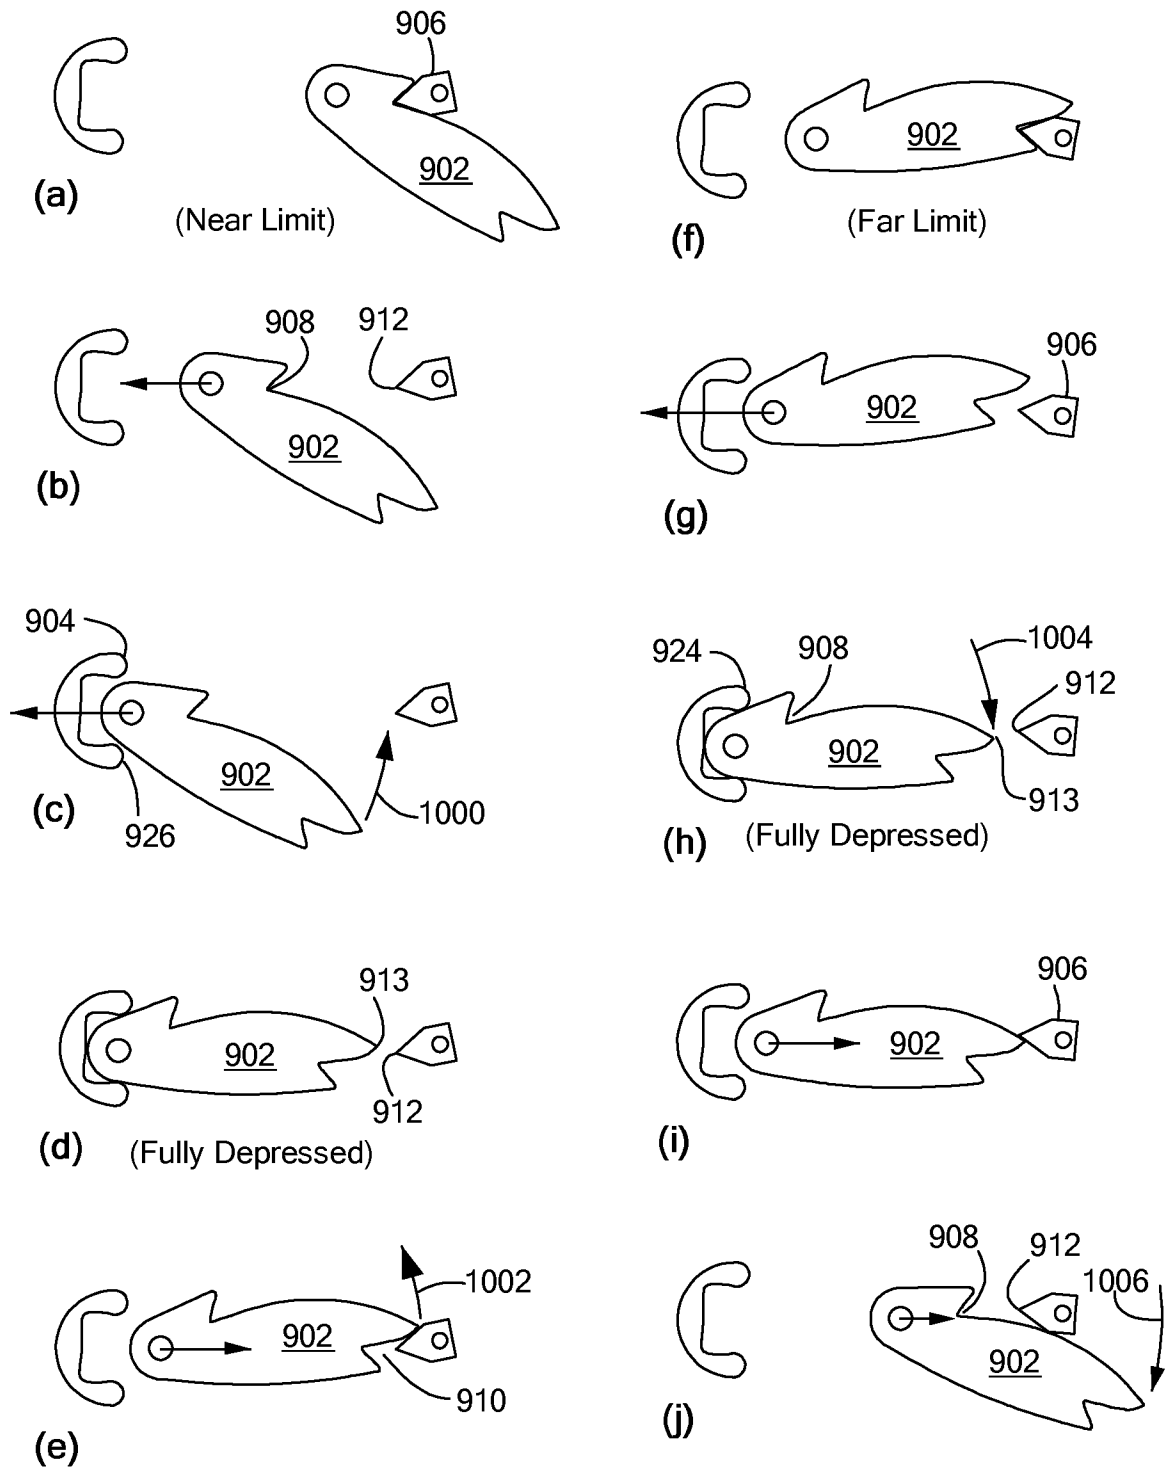 906
902
(a)
(Near Limit)
908
912
902
(b)
904
902
1000
926
(c)
913
902
912
(d)
(Fully Depressed)
1002
902
910
(e)
902
(f)
(Far Limit)
906
902
(g)
1004
924
908
912
902
913
(h)
(Fully Depressed)
906
902
(i)
908
912
1006
902
(j)